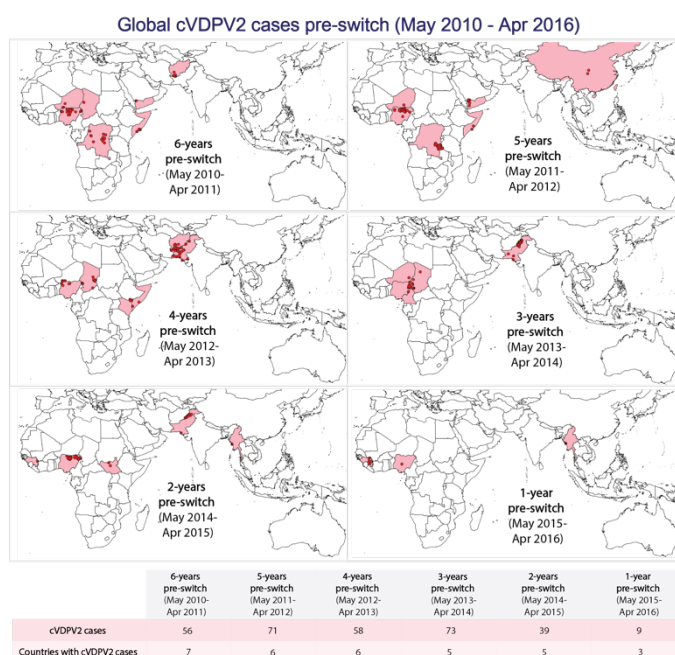 Global cVDPV2 cases pre-switch (May 2010 - Apr 2016)
6-years
pre-switch
(May 2010-
Apr 2011)
5-years
pre-switch
(May 2011-
Apr 2012)
4-years
pre-switch
(May 2012-
Apr 2013)
3-years
pre-switch
(May 2013-
Apr 2014)
2-years
pre-switch
(May 2014-
Apr 2015)
1-year
pre-switch
(May 2015-
Apr 2016)
6-years 5-years 4-years 3-years 2-years 1-year
pre-switch pre-switch pre-switch pre-switch pre-switch pre-switch
(May 2010- (May 2011- (May 2012- (May 2013- (May 2014- (May 2015-
Apr 2011) Apr 2012) Apr 2013) Apr 2014) Apr 2015) Apr 2016)
cVDPV2 cases 56 71 58 73 39 9
Countries with cVDPV2 cases 7 6 6 5 5 3